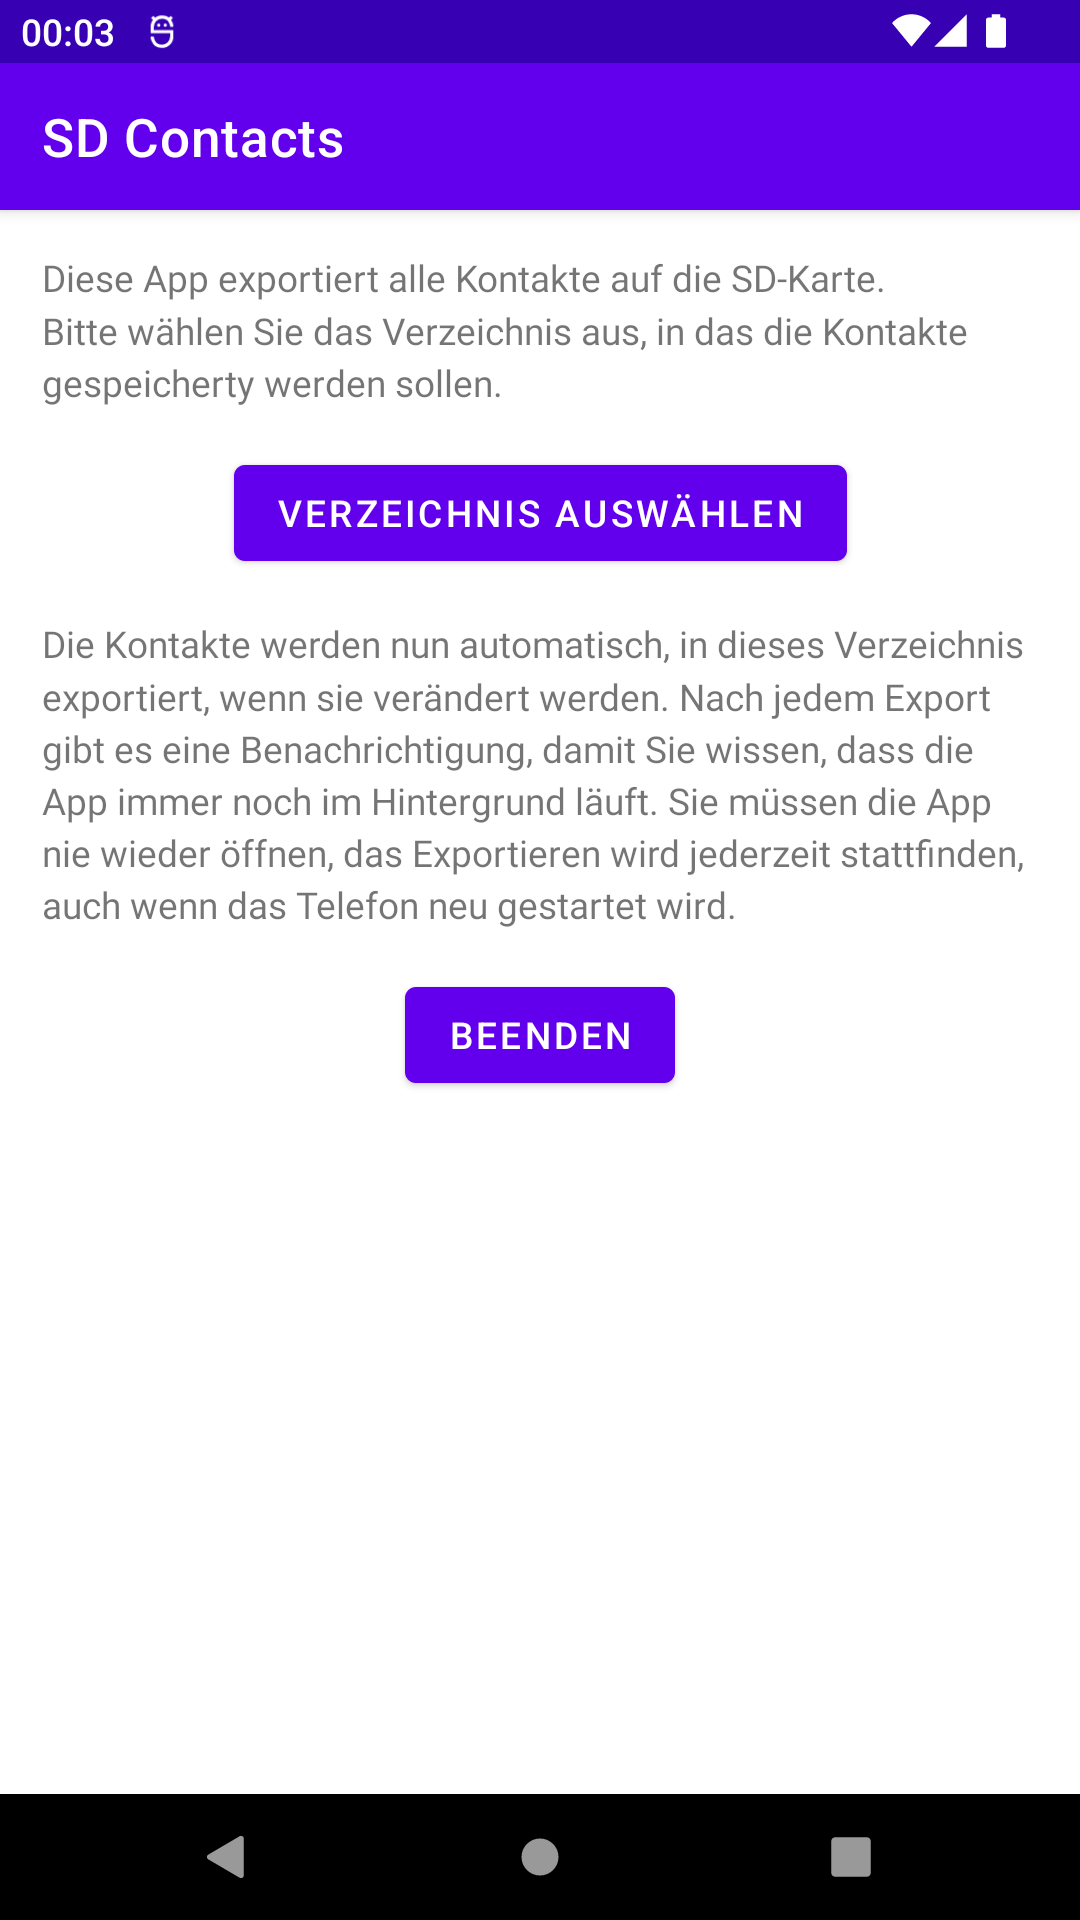 00:03
SD Contacts
Diese App exportiert alle Kontakte auf die SD-Karte.
Bitte wählen Sie das Verzeichnis aus, in das die Kontakte
gespeicherty werden sollen.
VERZEICHNIS AUSWÄHLEN
Die Kontakte werden nun automatisch, in dieses Verzeichnis
exportiert, wenn sie verändert werden. Nach jedem Export
gibt es eine Benachrichtigung, damit Sie wissen, dass die
App immer noch im Hintergrund läuft. Sie müssen die App
nie wieder öffnen, das Exportieren wird jederzeit stattfinden,
auch wenn das Telefon neu gestartet wird.
BEENDEN